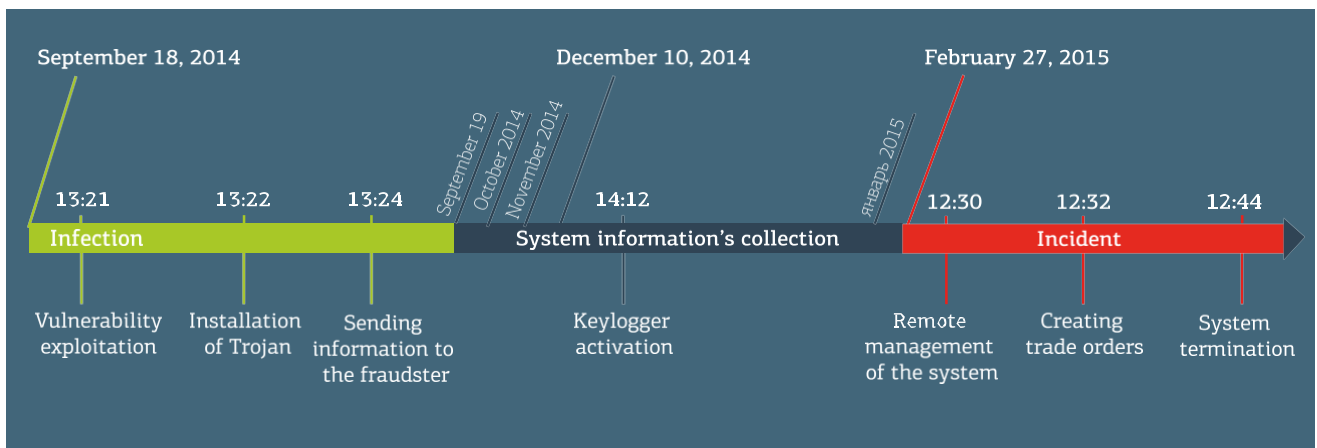 September 18, 2014
December 10, 2014
February 27, 2015
September 19
October 2014
November 2014
январь 2015
13:21
13:22
13:24
14:12
12:30
12:32
12:44
Infection
System information's collection
Incident
Vulnerability
exploitation
Installation
of Trojan
Sending
information to
the fraudster
Keylogger
activation
Remote
management
of the system
Creating
trade orders
System
termination